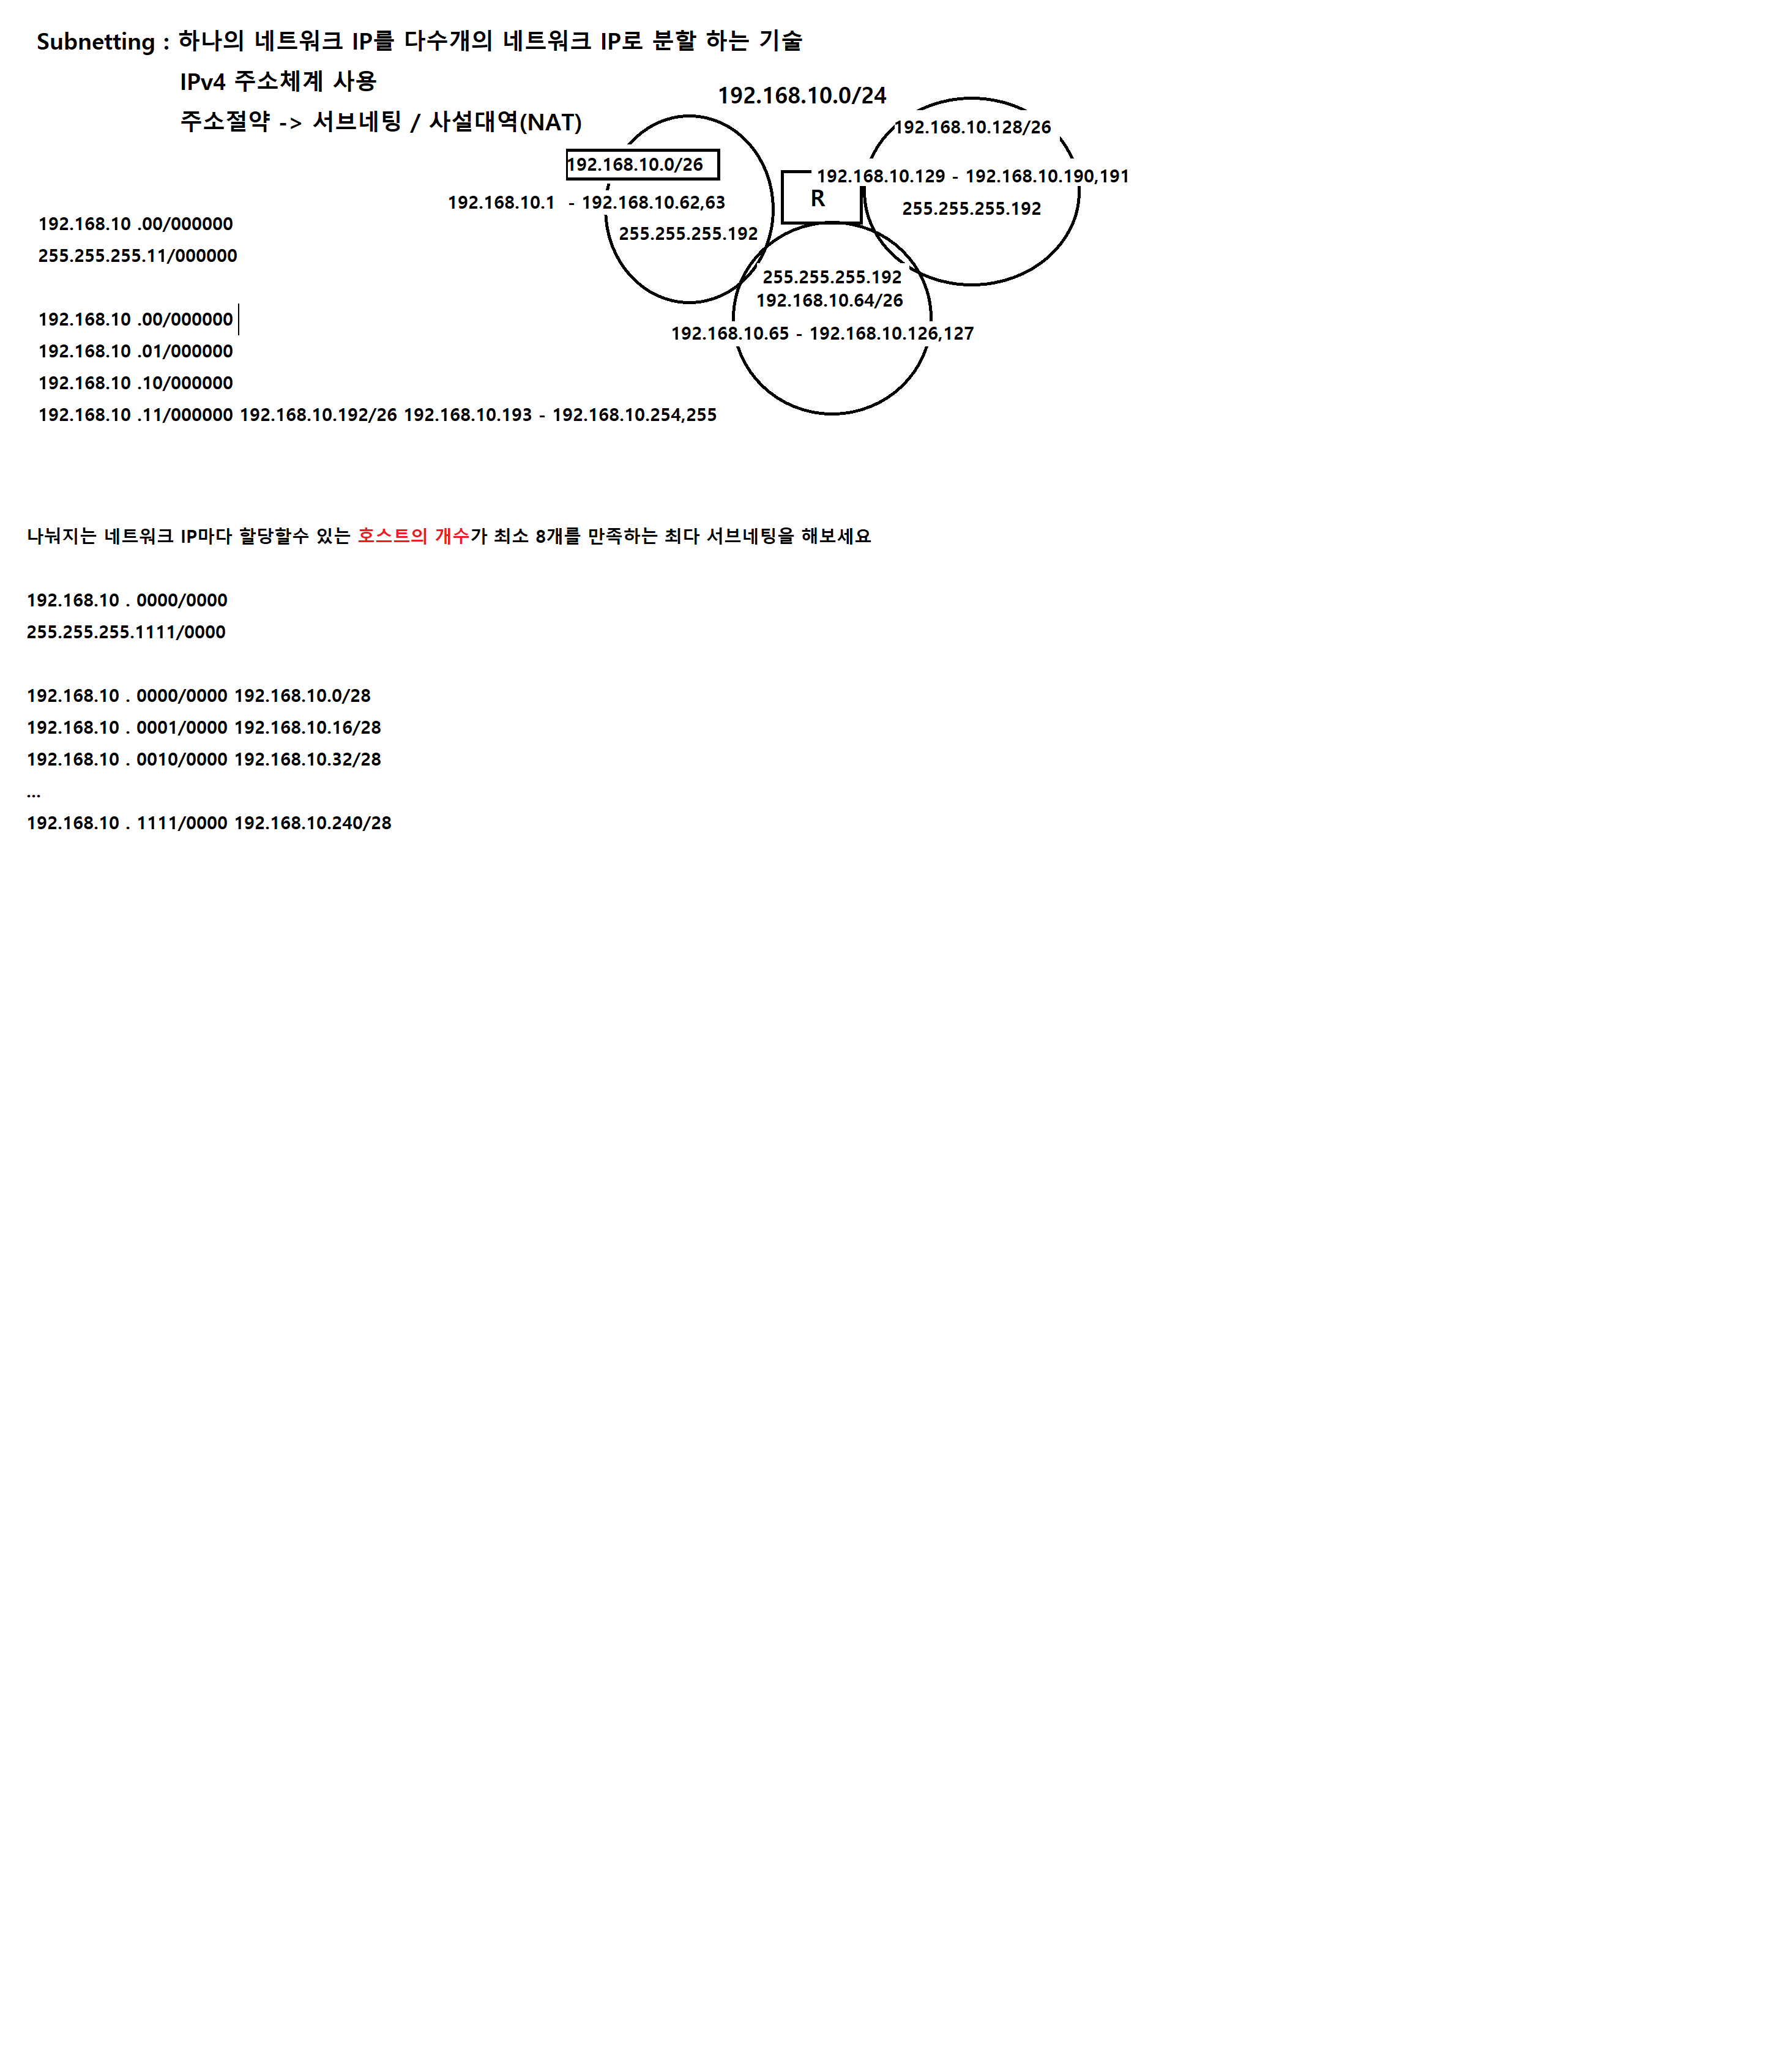 Subnetting : 하나의 네트워크 IP를 다수개의 네트워크 IP로 분할 하는 기술
IPv4 주소체계 사용
주소절약 -> 서브네팅 / 사설대역(NAT)
192.168.10.0/24
192.168.10.0/26
192.168.10.1  - 192.168.10.62,63
255.255.255.192
R
192.168.10.128/26
192.168.10.129 - 192.168.10.190,191
255.255.255.192
255.255.255.192
192.168.10.64/26
192.168.10.65 - 192.168.10.126,127
192.168.10 .00/000000
255.255.255.11/000000
192.168.10 .00/000000
192.168.10 .01/000000
192.168.10 .10/000000
192.168.10 .11/000000 192.168.10.192/26 192.168.10.193 - 192.168.10.254,255
나눠지는 네트워크 IP마다 할당할수 있는 호스트의 개수가 최소 8개를 만족하는 최다 서브네팅을 해보세요
192.168.10 . 0000/0000
255.255.255.1111/0000
192.168.10 . 0000/0000 192.168.10.0/28
192.168.10 . 0001/0000 192.168.10.16/28
192.168.10 . 0010/0000 192.168.10.32/28
...
192.168.10 . 1111/0000 192.168.10.240/28